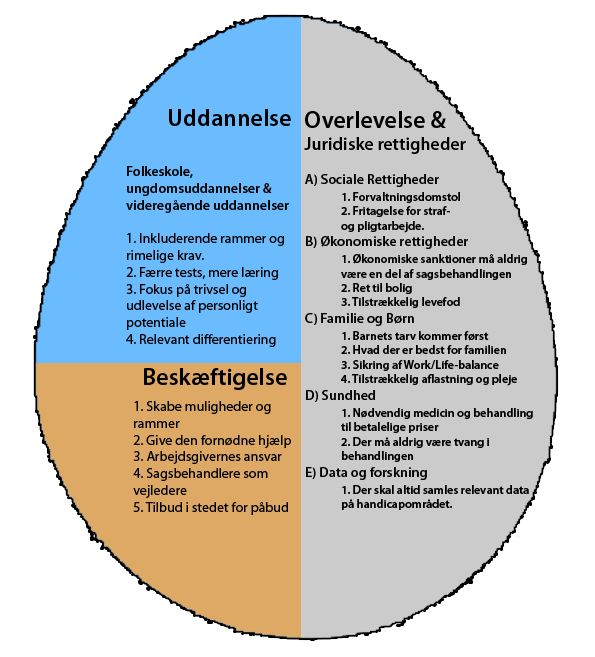 Uddannelse
Folkeskole,
ungdomsuddannelser &
videregående uddannelser
1. Inkluderende rammer og
rimelige krav.
2. Færre tests, mere læring
3. Fokus på trivsel og
udlevelse af personligt
potentiale
4. Relevant differentiering
Beskæftigelse
1. Skabe muligheder og
rammer
2. Give den fornødne hjælp
3. Arbejdsgivernes ansvar
4. Sagsbehandlere som
vejledere
5. Tilbud i stedet for påbud
Overlevelse &
Juridiske rettigheder
A) Sociale Rettigheder
1. Forvaltningsdomstol
2. Fritagelse for straf-
og pligtarbejde.
B) Økonomiske rettigheder
1. Økonomiske sanktioner må aldrig
være en del af sagsbehandlingen
2. Ret til bolig
3. Tilstrækkelig levefod
C) Familie og Børn
1. Barnets tarv kommer først
2. Hvad der er bedst for familien
3. Sikring af Work/Life-balance
4. Tilstrækkelig aflastning og pleje
D) Sundhed
1. Nødvendig medicin og behandling
til betalelige priser
2. Der må aldrig være tvang i
behandlingen
E) Data og forskning
1. Der skal altid samles relevant data
på handicapområdet.